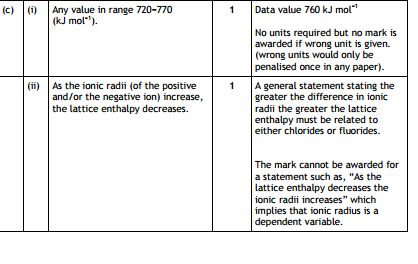 (c) (i) Any value in range 720-770 1 Data value 760 kJ mol⁻¹
(kJ mol⁻¹).
No units required but no mark is
awarded if wrong unit is given.
(wrong units would only be
penalised once in any paper).
(ii) As the ionic radii (of the positive 1 A general statement stating the
and/or the negative ion) increase, greater the difference in ionic
the lattice enthalpy decreases. radii the greater the lattice
enthalpy must be related to
either chlorides or fluorides.
The mark cannot be awarded for
a statement such as, "As the
lattice enthalpy decreases the
ionic radii increases" which
implies that ionic radius is a
dependent variable.